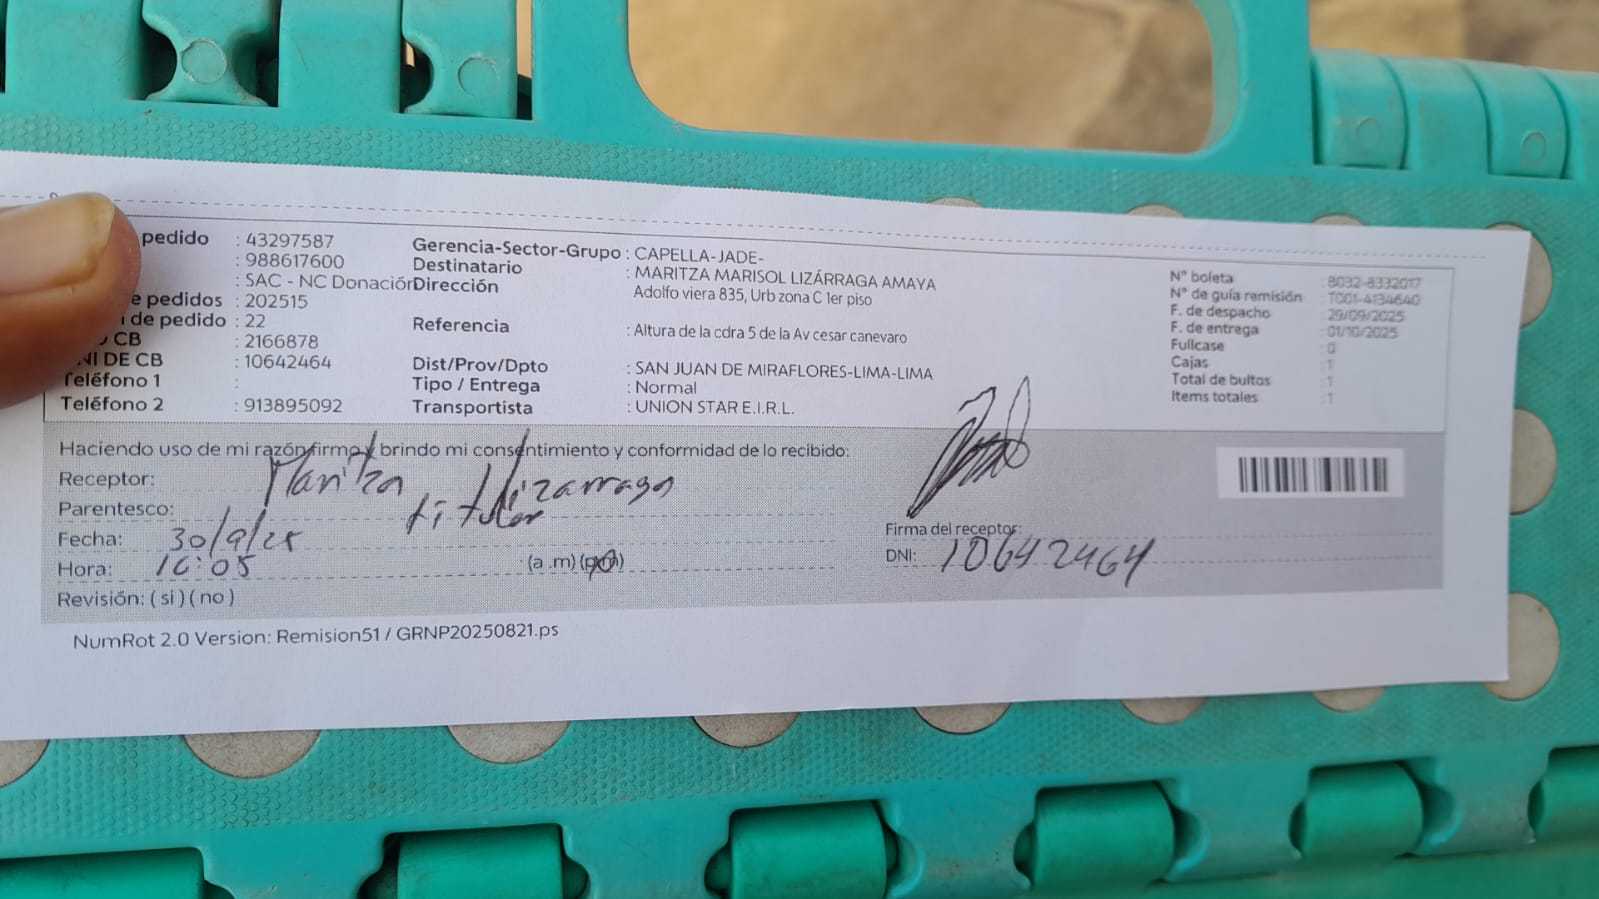 pedido : 43297587
: 988617600
: SAC - NC Donación
e pedidos : 202515
de pedido : 22
CB : 2166878
NI DE CB : 10642464
Teléfono 1 :
Teléfono 2 : 913895092
Gerencia-Sector-Grupo : CAPELLA-JADE-
Destinatario : MARITZA MARISOL LIZÁRRAGA AMAYA
Dirección Adolfo viera 835, Urb zona C 1er piso
Referencia : Altura de la cdra 5 de la Av cesar canevaro
Dist/Prov/Dpto : SAN JUAN DE MIRAFLORES-LIMA-LIMA
Tipo / Entrega : Normal
Transportista : UNION STAR E.I.R.L.
N° boleta : B032-8332017
N° de guía remisión : T001-4134640
F. de despacho : 29/09/2025
F. de entrega : 01/10/2025
Fullcase : 0
Cajas : 1
Total de bultos : 1
Items totales : 1
Haciendo uso de mi razón firmo y brindo mi consentimiento y conformidad de lo recibido:
Receptor: Maritza Lizarraga
Parentesco: titular
Fecha: 30/9/25
Hora: 16:05 (a .m) (pm)
Revisión: ( si ) ( no )
Firma del receptor:
DNI: 10642464
NumRot 2.0 Version: Remision51 / GRNP20250821.ps